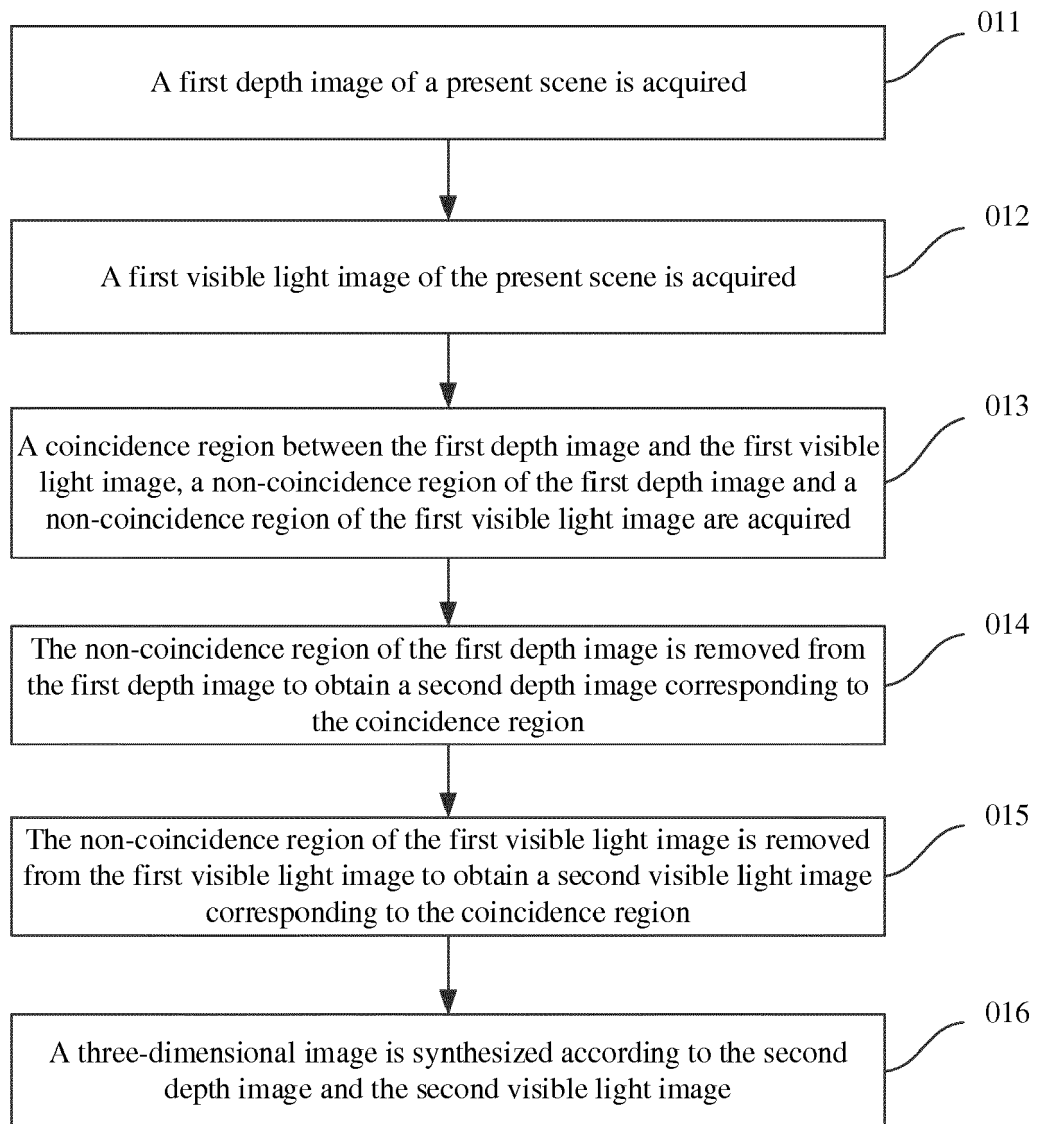 011
A first depth image of a present scene is acquired
012
A first visible light image of the present scene is acquired
013
A coincidence region between the first depth image and the first visible
light image, a non-coincidence region of the first depth image and a
non-coincidence region of the first visible light image are acquired
014
The non-coincidence region of the first depth image is removed from
the first depth image to obtain a second depth image corresponding to
the coincidence region
015
The non-coincidence region of the first visible light image is removed
from the first visible light image to obtain a second visible light image
corresponding to the coincidence region
016
A three-dimensional image is synthesized according to the second
depth image and the second visible light image